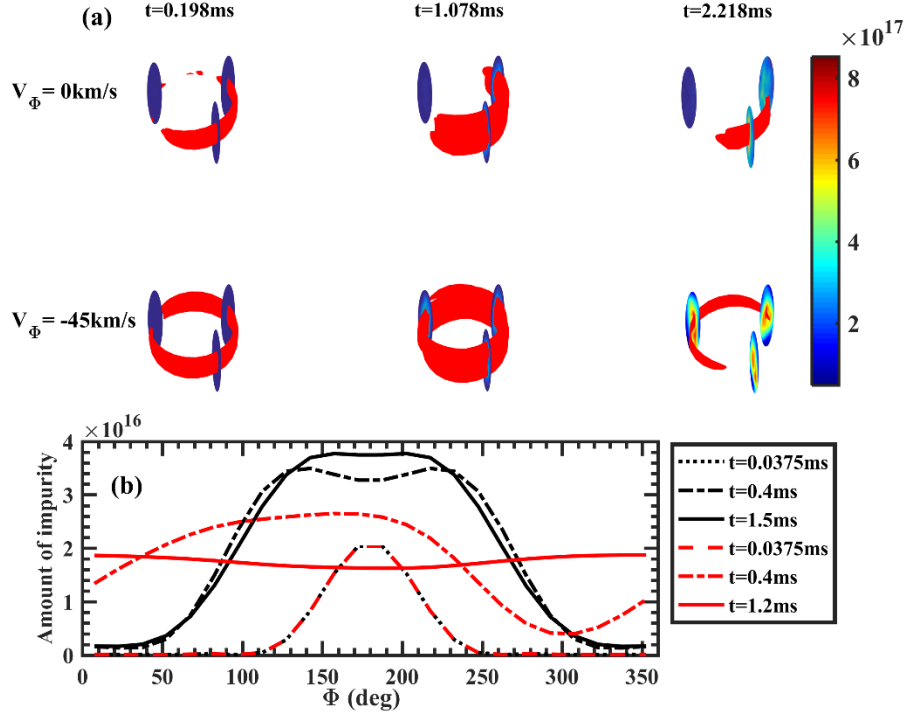 (a) t=0.198ms t=1.078ms t=2.218ms
×10^17
V_Φ = 0km/s
8
6
4
2
V_Φ = -45km/s
×10^16
(b)
Amount of impurity
4
3
2
1
0
0 50 100 150 200 250 300 350
Φ (deg)
t=0.0375ms
t=0.4ms
t=1.5ms
t=0.0375ms
t=0.4ms
t=1.2ms